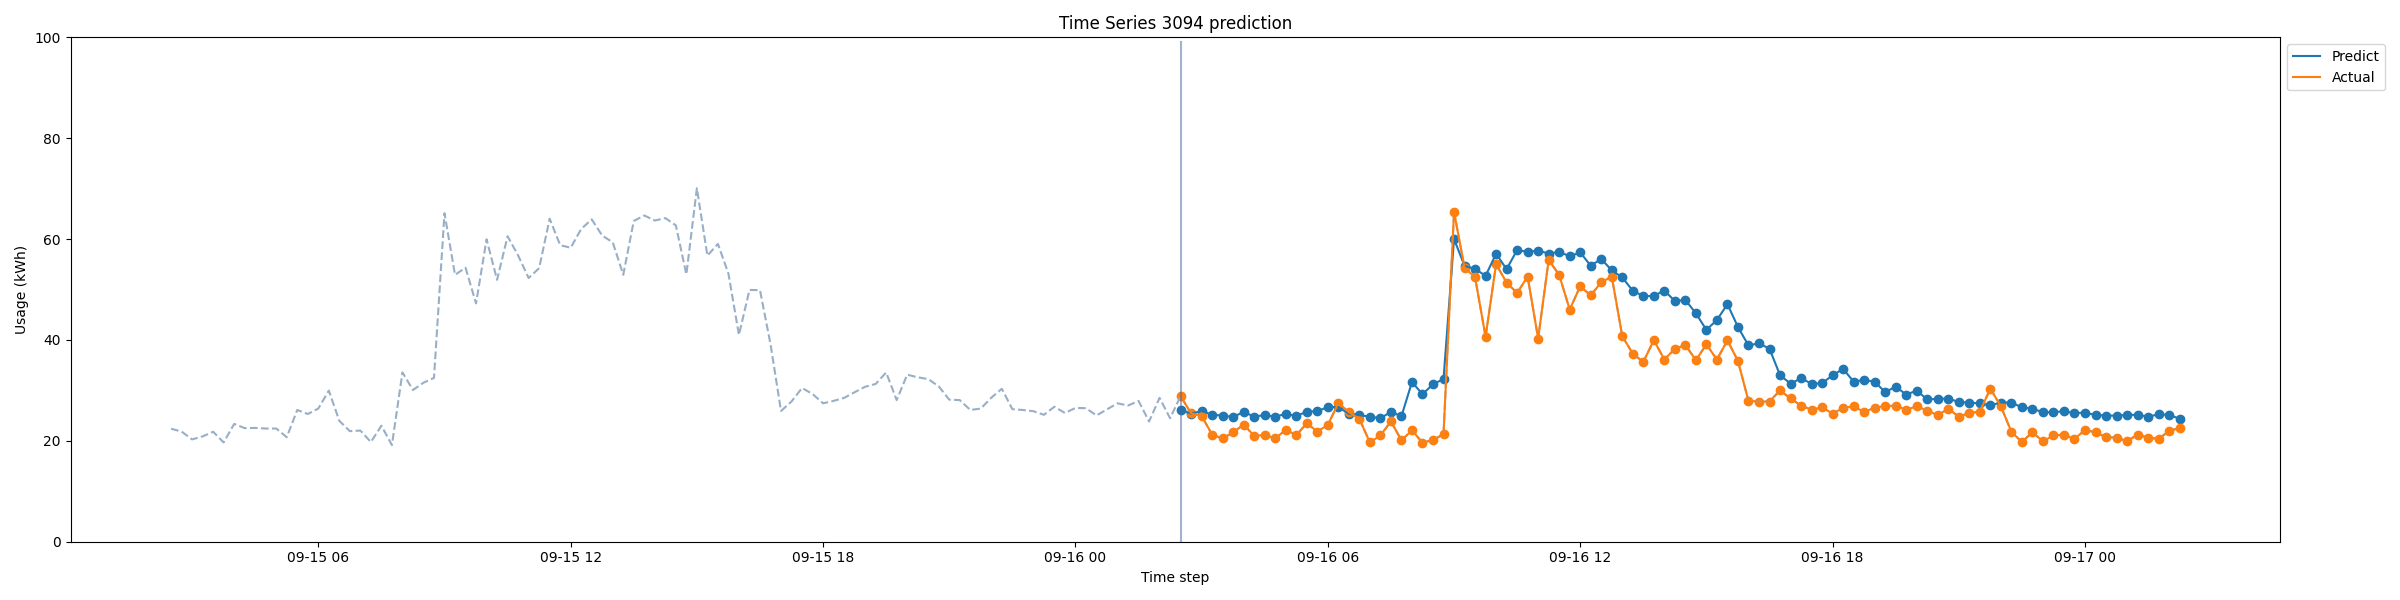 Time Series 3094 prediction
100
80
60
40
20
0
Usage (kWh)
Predict
Actual
09-15 06
09-15 12
09-15 18
09-16 00
09-16 06
09-16 12
09-16 18
09-17 00
Time step